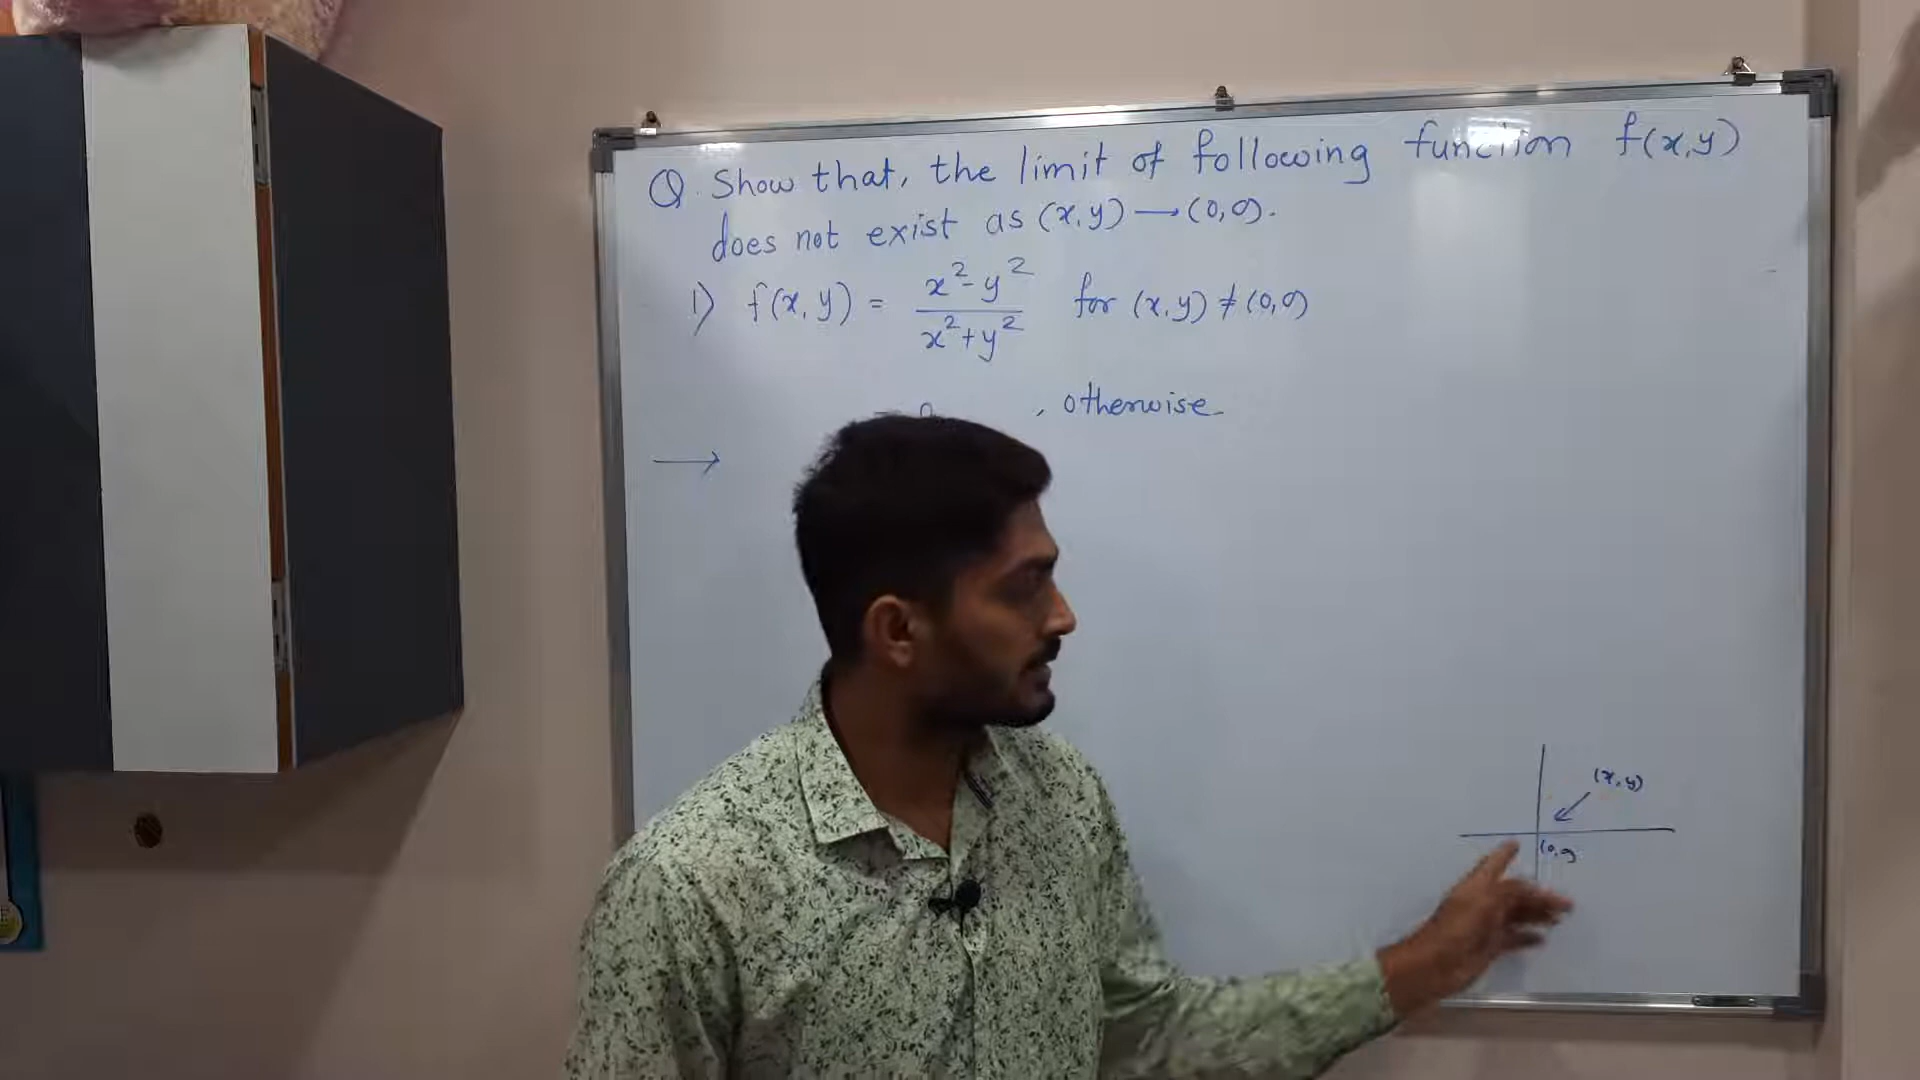 Q. Show that, the limit of following function f(x,y)
does not exist as (x,y) → (0,0).
1) f(x,y) = x²-y² / x²+y² for (x,y) ≠ (0,0)
, otherwise
→
(x,y)
(0,0)